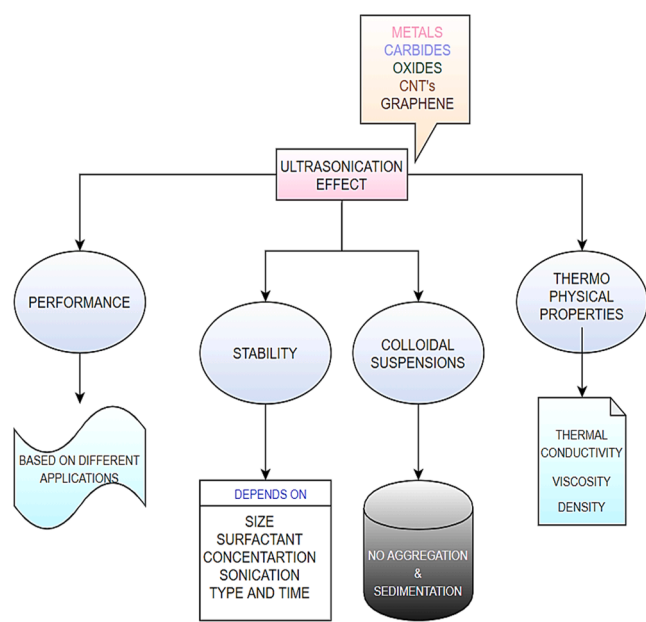 METALS
CARBIDES
OXIDES
CNT's
GRAPHENE
ULTRASONICATION
EFFECT
PERFORMANCE
STABILITY
COLLOIDAL
SUSPENSIONS
THERMO
PHYSICAL
PROPERTIES
BASED ON DIFFERENT
APPLICATIONS
DEPENDS ON
SIZE
SURFACTANT
CONCENTARTION
SONICATION
TYPE AND TIME
NO AGGREGATION
&
SEDIMENTATION
THERMAL
CONDUCTIVITY
VISCOSITY
DENSITY